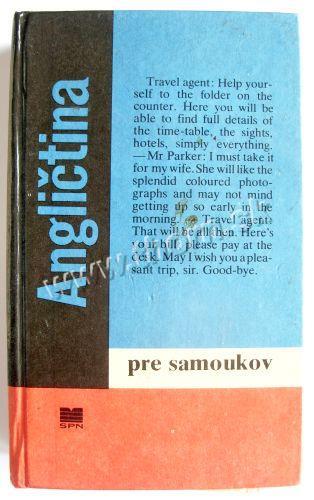 Angličtina
Travel agent: Help your-
self to the folder on the
counter. Here you will be
able to find full details of
the time-table, the sights,
hotels, simply everything.
— Mr Parker: I must take it
for my wife. She will like the
splendid coloured photo-
graphs and may not mind
getting up so early in the
morning. Travel agent:
That will be all then. Here's
your bill, please pay at the
desk. May I wish you a plea-
sant trip, sir. Good-bye.
pre samoukov
SPN